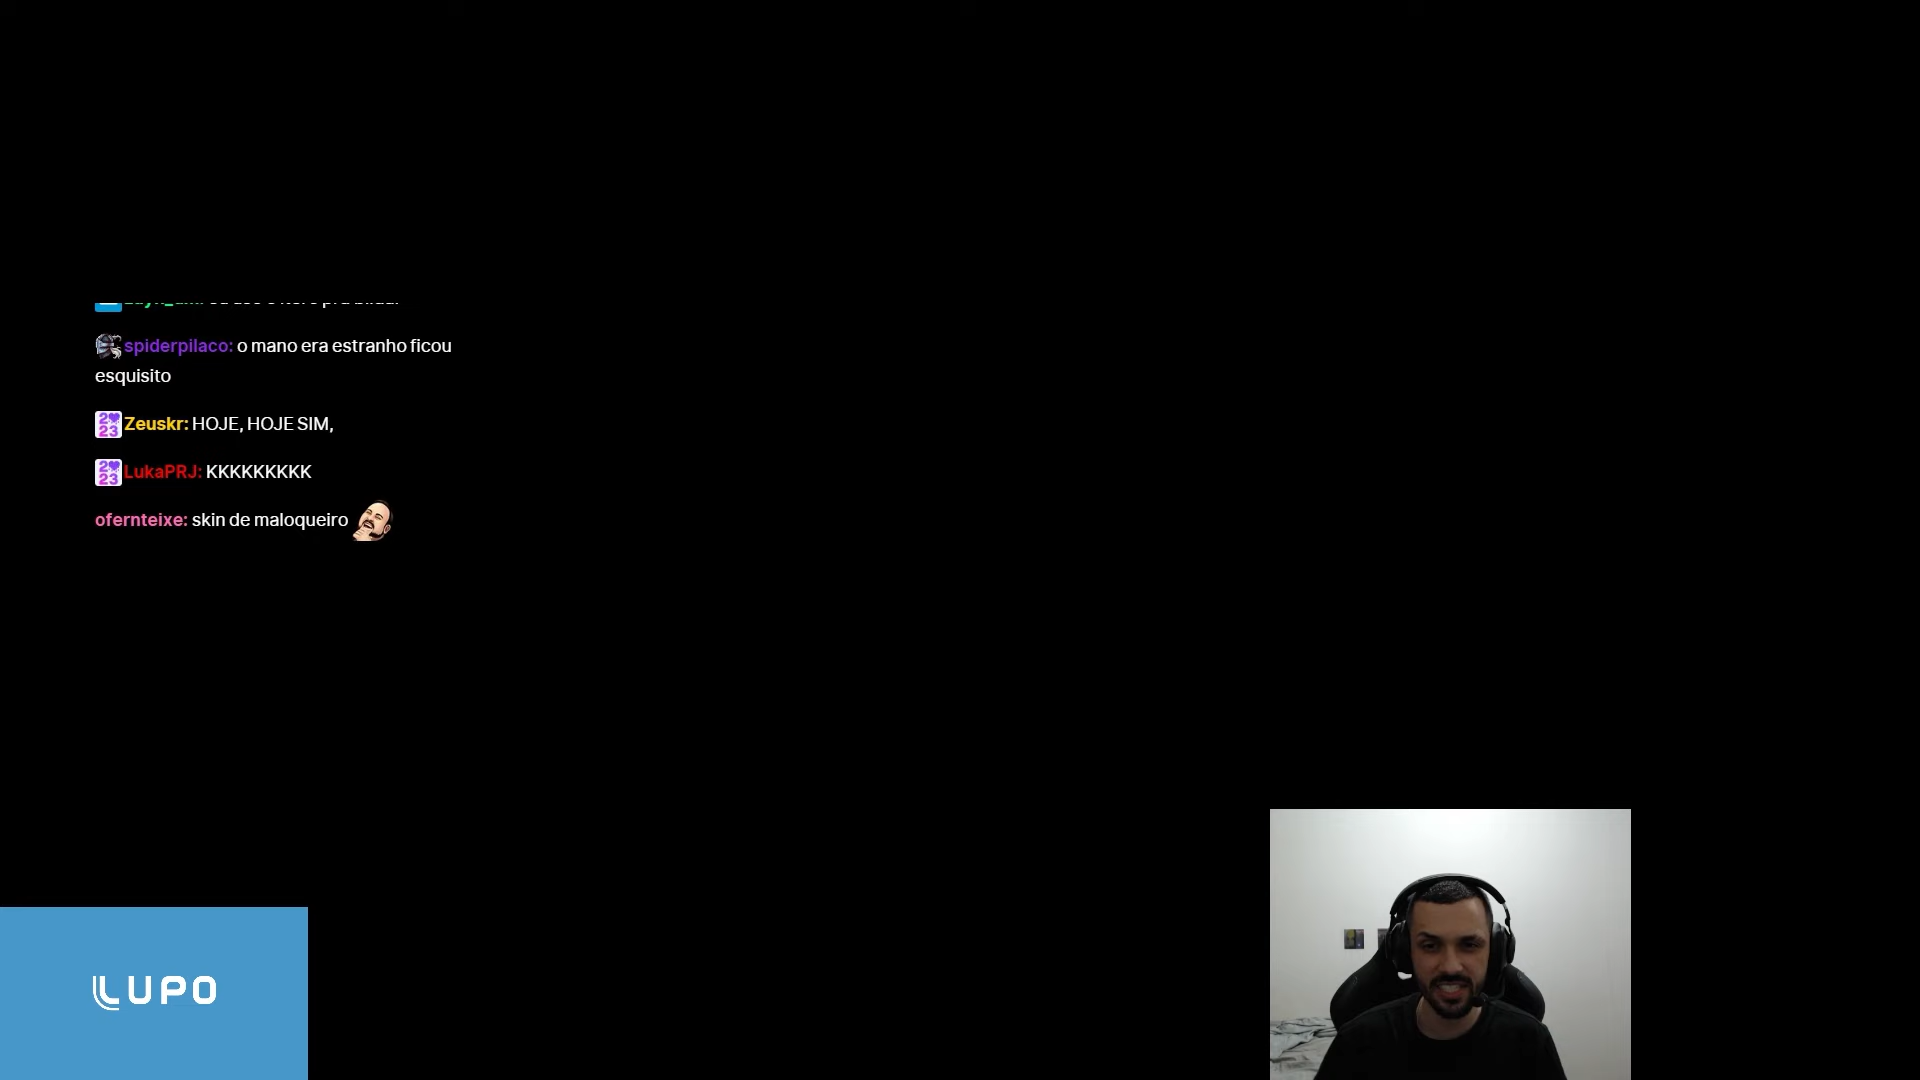 spiderpilaco: o mano era estranho ficou
esquisito
Zeuskr: HOJE, HOJE SIM,
LukaPRJ: KKKKKKKKK
ofernteixe: skin de maloqueiro
LUPO